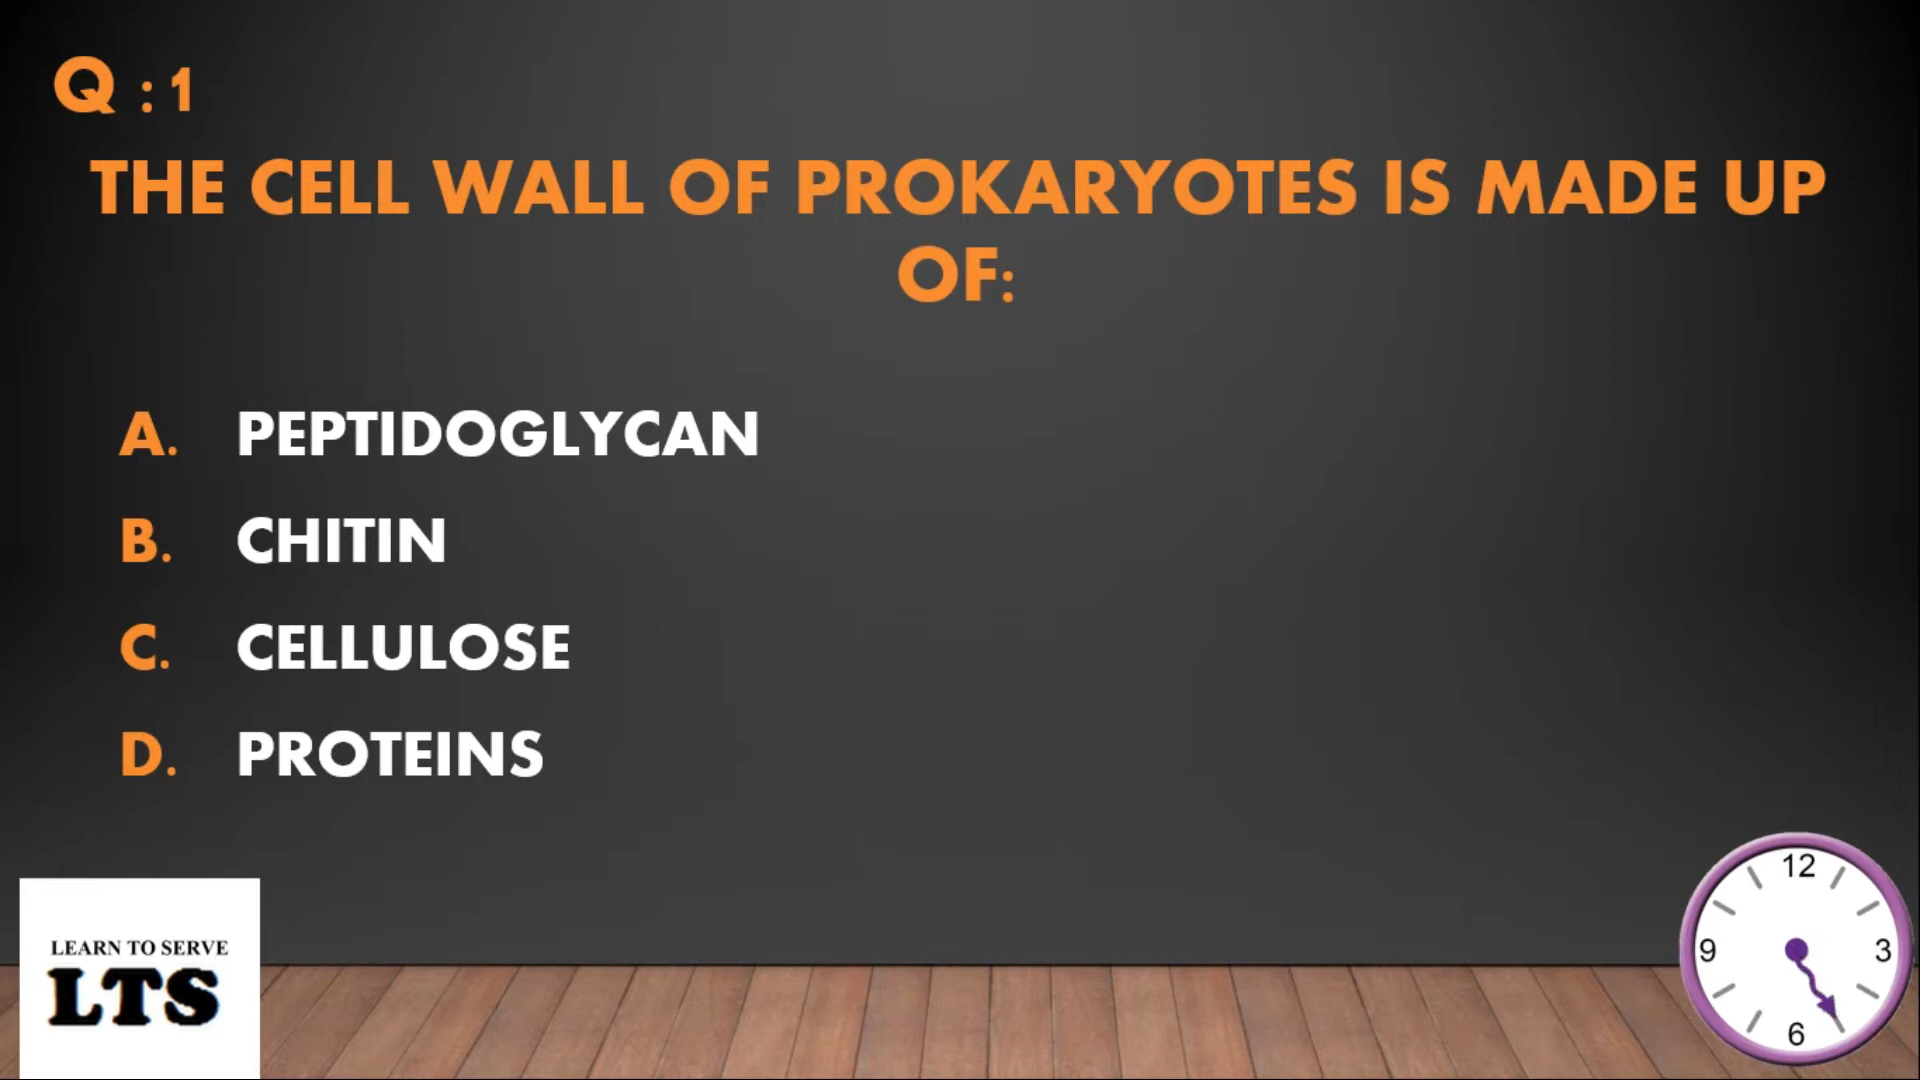 Q : 1
THE CELL WALL OF PROKARYOTES IS MADE UP
OF:
A. PEPTIDOGLYCAN
B. CHITIN
C. CELLULOSE
D. PROTEINS
LEARN TO SERVE
LTS
12
9
3
6